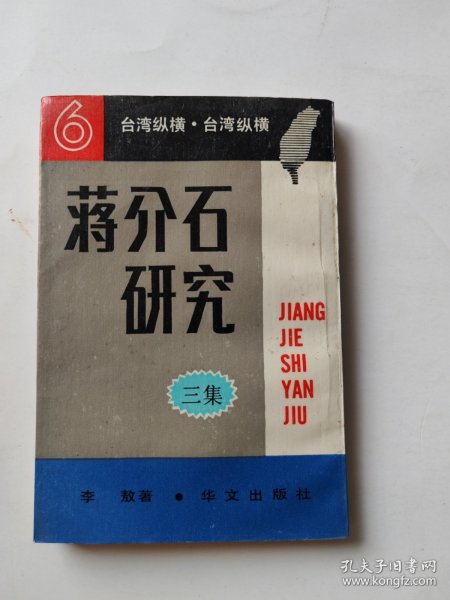 6
台湾纵横·台湾纵横
蒋介石
研究
JIANG
JIE
SHI
YAN
JIU
三集
李 敖著 · 华文出版社
孔夫子旧书网
www.kongfz.com